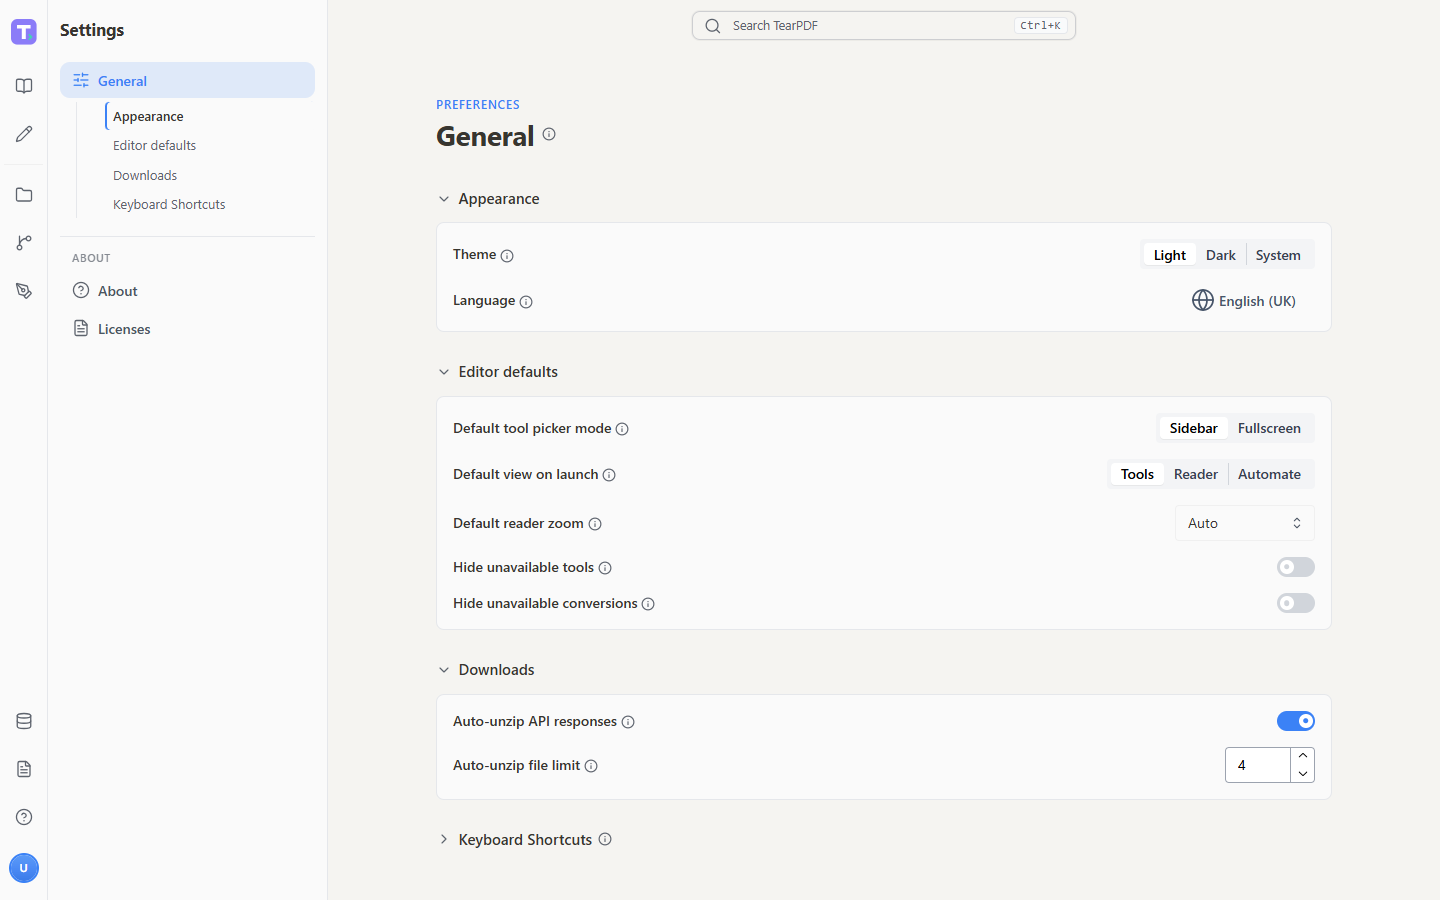 T
Settings
General
Appearance
Editor defaults
Downloads
Keyboard Shortcuts
ABOUT
About
Licenses
U
Search TearPDF
Ctrl+K
PREFERENCES
General
Appearance
Theme
Light Dark System
Language
English (UK)
Editor defaults
Default tool picker mode
Sidebar Fullscreen
Default view on launch
Tools Reader Automate
Default reader zoom
Auto
Hide unavailable tools
Hide unavailable conversions
Downloads
Auto-unzip API responses
Auto-unzip file limit
4
Keyboard Shortcuts